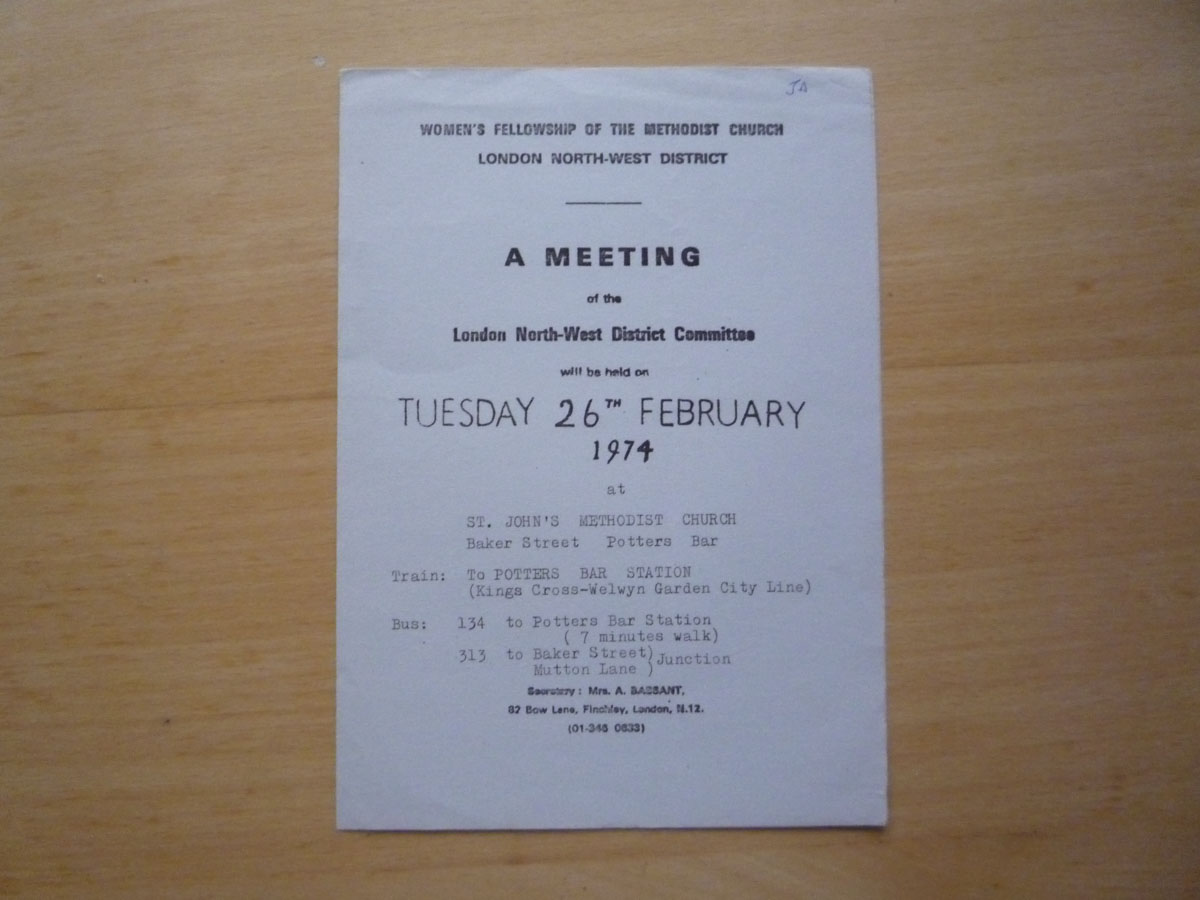 JA
WOMEN'S FELLOWSHIP OF THE METHODIST CHURCH
LONDON NORTH-WEST DISTRICT
A MEETING
of the
London North-West District Committee
will be held on
TUESDAY 26TH FEBRUARY
1974
at
ST. JOHN'S METHODIST CHURCH
Baker Street Potters Bar
Train: To POTTERS BAR STATION
(Kings Cross-Welwyn Garden City Line)
Bus: 134 to Potters Bar Station
( 7 minutes walk)
313 to Baker Street) Junction
Mutton Lane )
Secretary : Mrs. A. BASSANT,
82 Bow Lane, Finchley, London, N.12.
(01-346 0633)